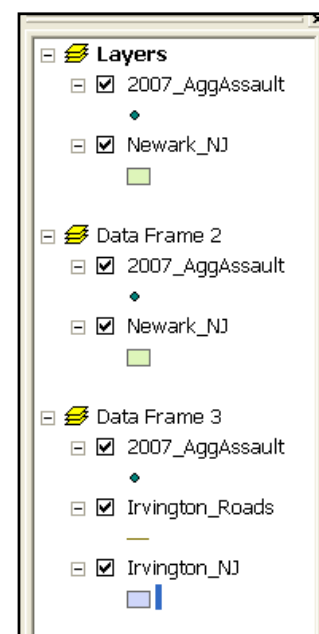 Layers
2007_AggAssault
Newark_NJ
Data Frame 2
2007_AggAssault
Newark_NJ
Data Frame 3
2007_AggAssault
Irvington_Roads
Irvington_NJ